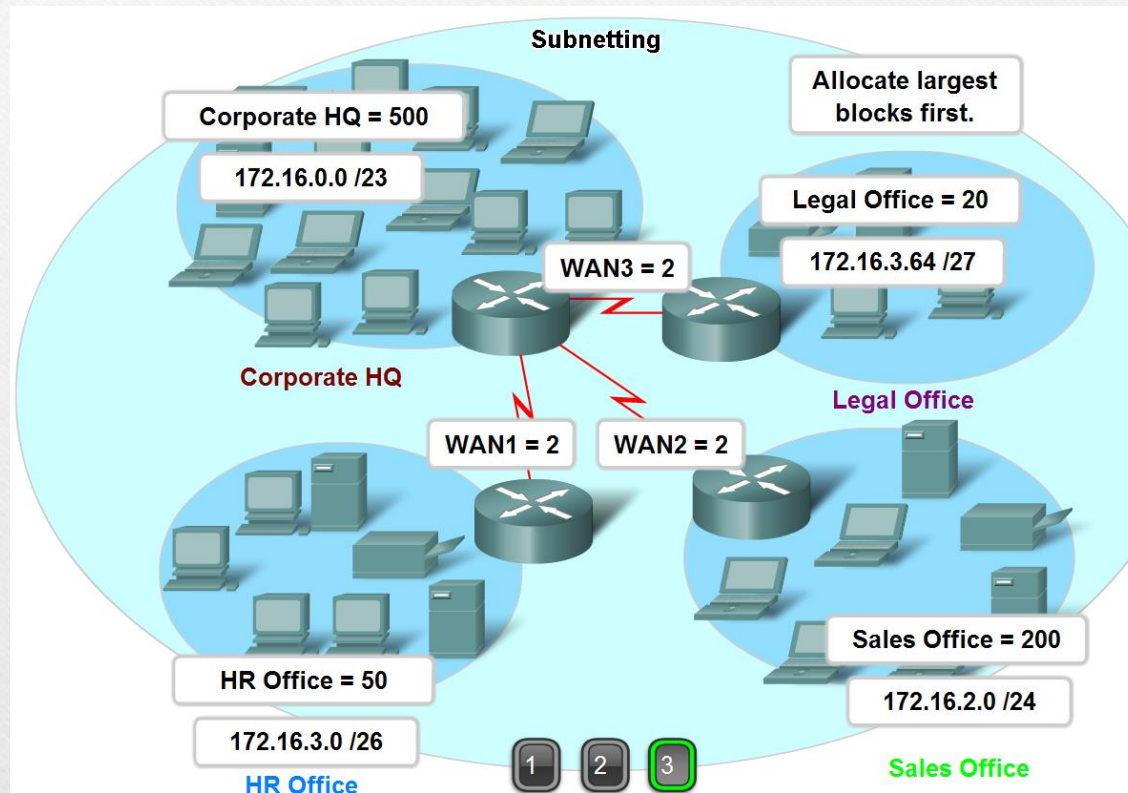 Subnetting
Allocate largest
blocks first.
Corporate HQ = 500
172.16.0.0 /23
Legal Office = 20
172.16.3.64 /27
WAN3 = 2
Corporate HQ
Legal Office
WAN1 = 2
WAN2 = 2
HR Office = 50
172.16.3.0 /26
HR Office
Sales Office = 200
172.16.2.0 /24
Sales Office
1
2
3